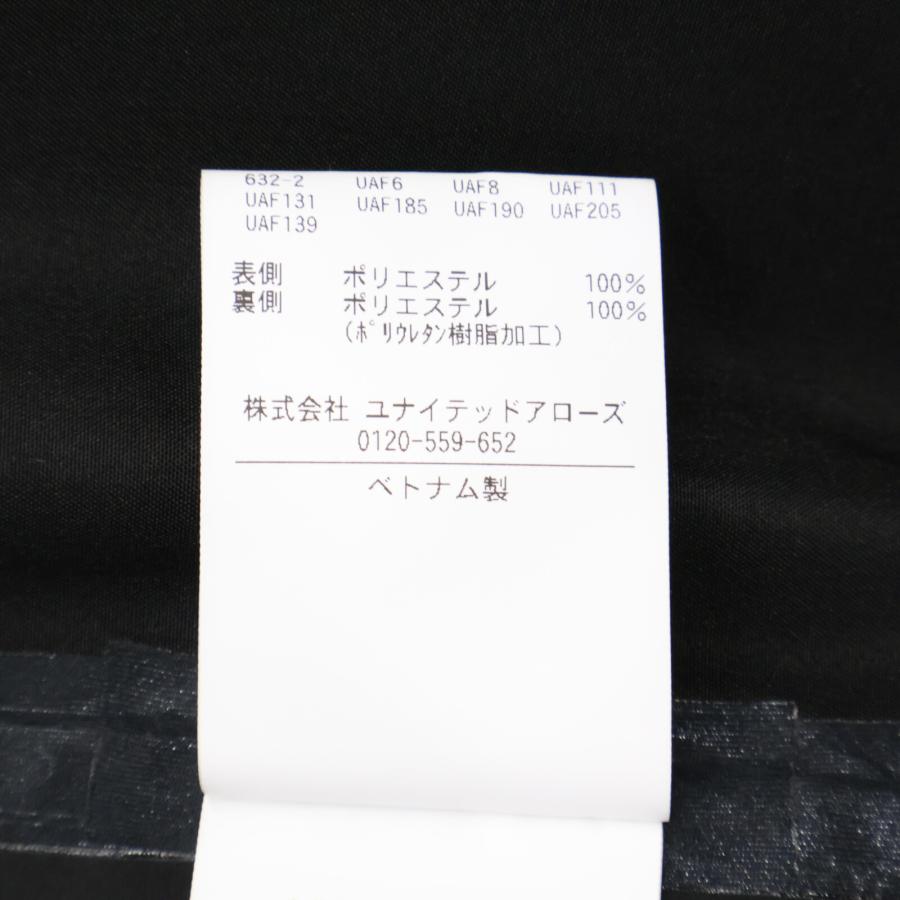 632-2 UAF6 UAF8 UAF111
UAF131 UAF185 UAF190 UAF205
UAF139
表側 ポリエステル 100%
裏側 ポリエステル 100%
(ﾎﾟﾘｳﾚﾀﾝ樹脂加工)
株式会社 ユナイテッドアローズ
0120-559-652
ベトナム製